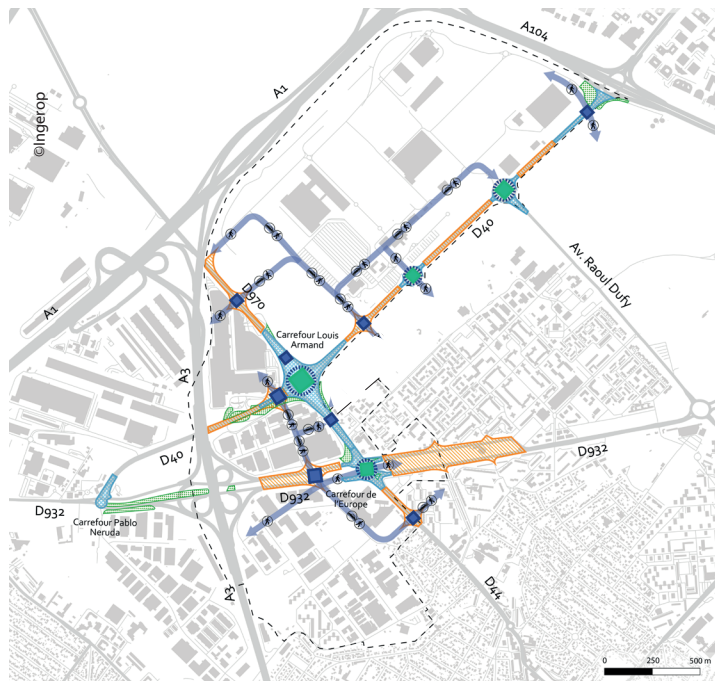 A104
A1
©Ingerop
D40
Av. Raoul Dufy
D970
A1
Carrefour Louis
Armand
A3
D40
D932
D932
D932
Carrefour de
l'Europe
Carrefour Pablo
Neruda
A3
D44
0 250 500 m